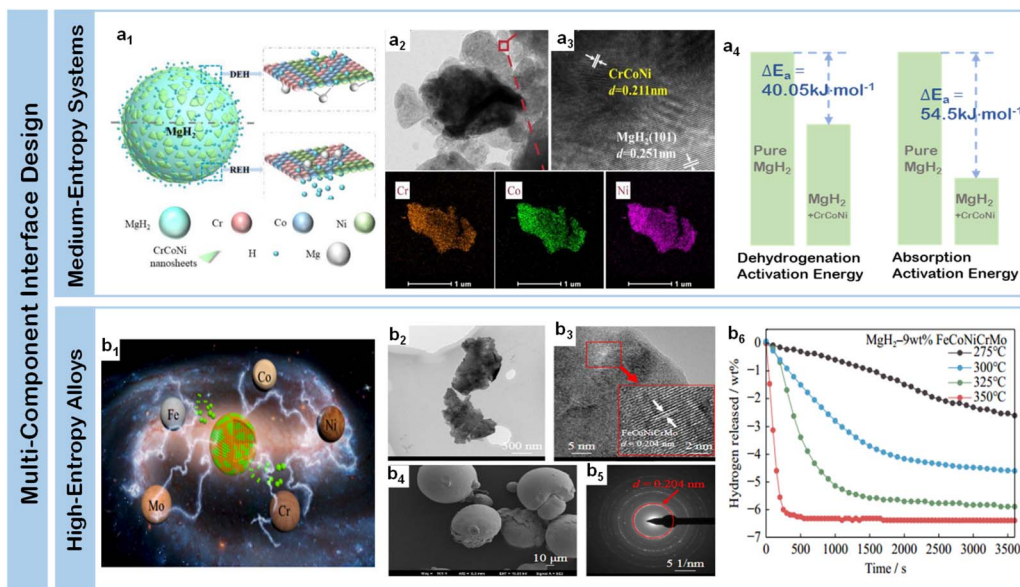 Multi-Component Interface Design
Medium-Entropy Systems
a1
DEH
MgH2
REH
MgH2
Cr
Co
Ni
CrCoNi
nanosheets
H
Mg
a2
a3
CrCoNi
d=0.211nm
MgH2(101)
d=0.251nm
Cr
Co
Ni
1 um
1 um
1 um
a4
ΔEa =
40.05kJ·mol-1
Pure
MgH2
MgH2
+CrCoNi
Dehydrogenation
Activation Energy
ΔEa =
54.5kJ·mol-1
Pure
MgH2
MgH2
+CrCoNi
Absorption
Activation Energy
High-Entropy Alloys
b1
Co
Fe
Ni
Mo
Cr
b2
500 nm
b3
FeCoNiCrMo
d = 0.204 nm
5 nm
2 nm
b4
10 μm
b5
d = 0.204 nm
5 1/nm
b6
MgH2-9wt% FeCoNiCrMo
275℃
300℃
325℃
350℃
Hydrogen released / wt%
0
-1
-2
-3
-4
-5
-6
-7
0
500
1000
1500
2000
2500
3000
3500
Time / s